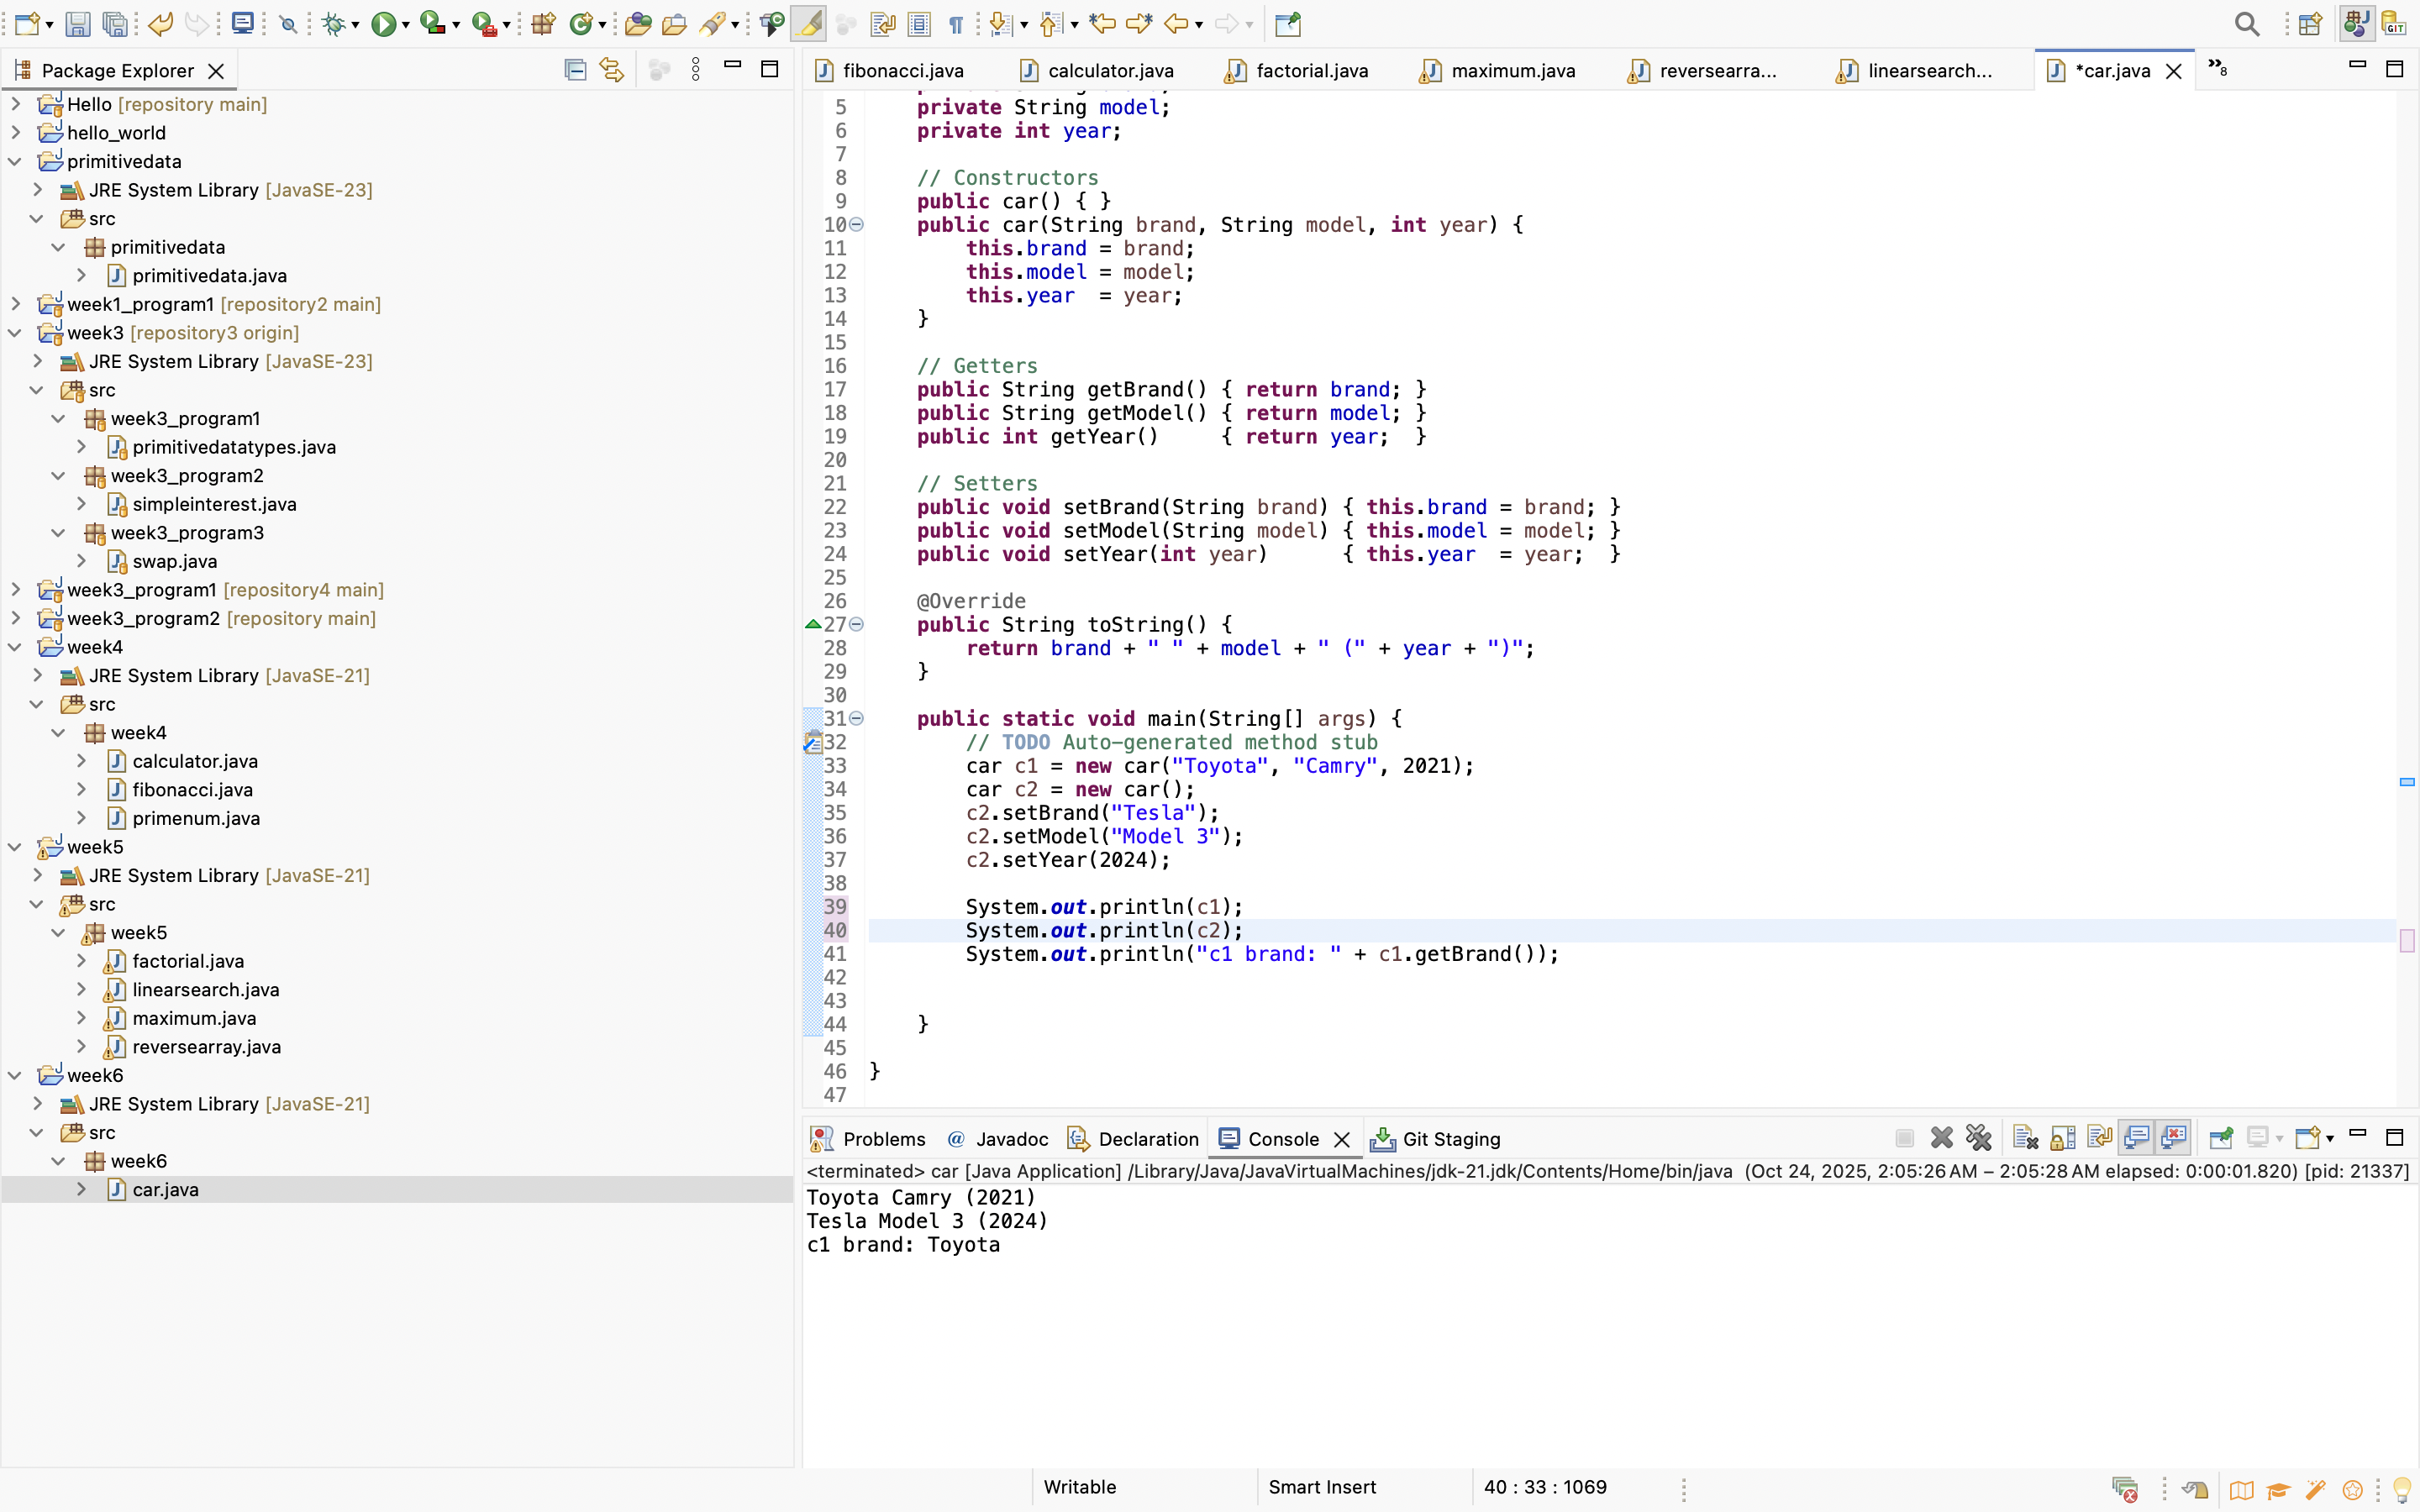 Package Explorer
Hello [repository main]
hello_world
primitivedata
JRE System Library [JavaSE-23]
src
primitivedata
primitivedata.java
week1_program1 [repository2 main]
week3 [repository3 origin]
JRE System Library [JavaSE-23]
src
week3_program1
primitivedatatypes.java
week3_program2
simpleinterest.java
week3_program3
swap.java
week3_program1 [repository4 main]
week3_program2 [repository main]
week4
JRE System Library [JavaSE-21]
src
week4
calculator.java
fibonacci.java
primenum.java
week5
JRE System Library [JavaSE-21]
src
week5
factorial.java
linearsearch.java
maximum.java
reversearray.java
week6
JRE System Library [JavaSE-21]
src
week6
car.java
fibonacci.java calculator.java factorial.java maximum.java reversearra... linearsearch... *car.java »8
5 private String model;
6 private int year;
7
8 // Constructors
9 public car() { }
10 public car(String brand, String model, int year) {
11 this.brand = brand;
12 this.model = model;
13 this.year  = year;
14 }
15
16 // Getters
17 public String getBrand() { return brand; }
18 public String getModel() { return model; }
19 public int getYear()     { return year;  }
20
21 // Setters
22 public void setBrand(String brand) { this.brand = brand; }
23 public void setModel(String model) { this.model = model; }
24 public void setYear(int year)      { this.year  = year;  }
25
26 @Override
27 public String toString() {
28 return brand + " " + model + " (" + year + ")";
29 }
30
31 public static void main(String[] args) {
32 // TODO Auto-generated method stub
33 car c1 = new car("Toyota", "Camry", 2021);
34 car c2 = new car();
35 c2.setBrand("Tesla");
36 c2.setModel("Model 3");
37 c2.setYear(2024);
38
39 System.out.println(c1);
40 System.out.println(c2);
41 System.out.println("c1 brand: " + c1.getBrand());
42
43
44 }
45
46 }
47
Problems @ Javadoc Declaration Console Git Staging
<terminated> car [Java Application] /Library/Java/JavaVirtualMachines/jdk-21.jdk/Contents/Home/bin/java (Oct 24, 2025, 2:05:26 AM – 2:05:28 AM elapsed: 0:00:01.820) [pid: 21337]
Toyota Camry (2021)
Tesla Model 3 (2024)
c1 brand: Toyota
Writable Smart Insert 40 : 33 : 1069